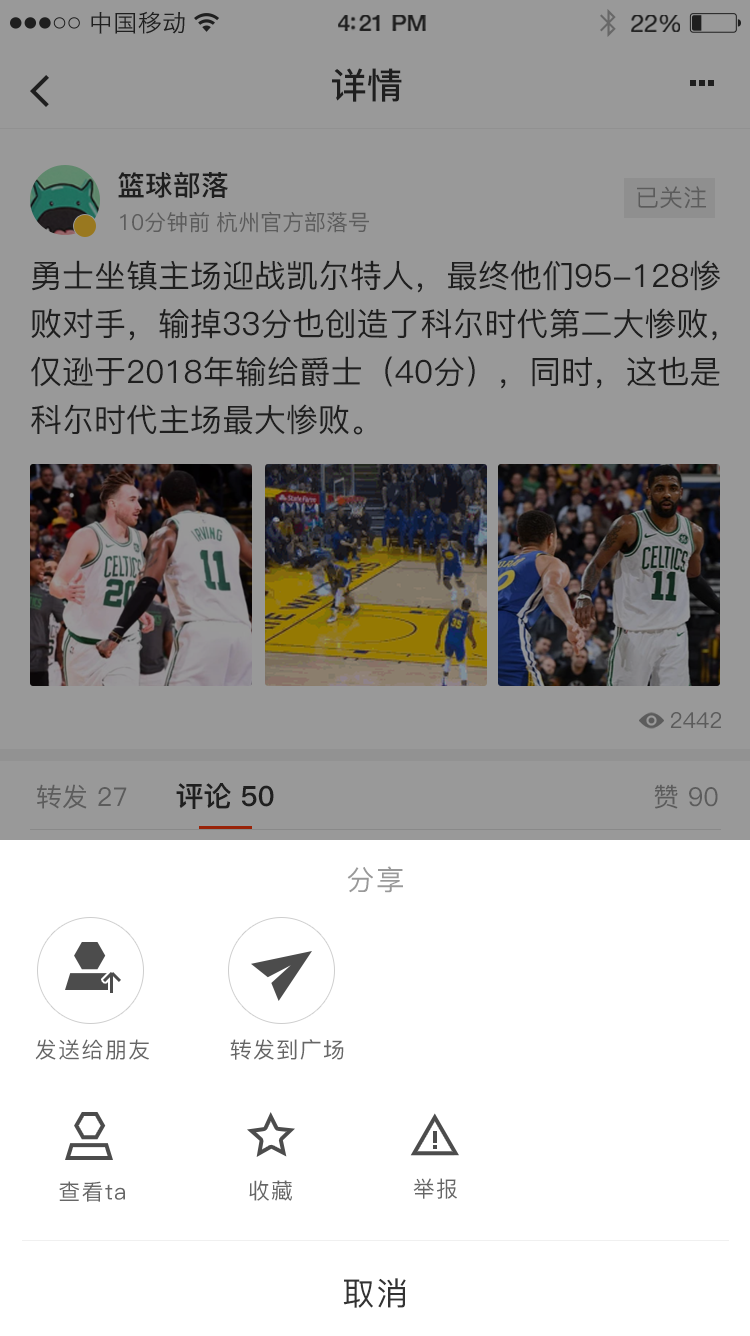 中国移动 4:21 PM 22%
详情
篮球部落
10分钟前 杭州官方部落号
已关注
勇士坐镇主场迎战凯尔特人，最终他们95-128惨
败对手，输掉33分也创造了科尔时代第二大惨败，
仅逊于2018年输给爵士（40分），同时，这也是
科尔时代主场最大惨败。
CELTICS
20
IRVING
11
State Farm
THE WARRIORS
35
CELTICS
11
2442
转发 27 评论 50 赞 90
分享
发送给朋友 转发到广场
查看ta 收藏 举报
取消